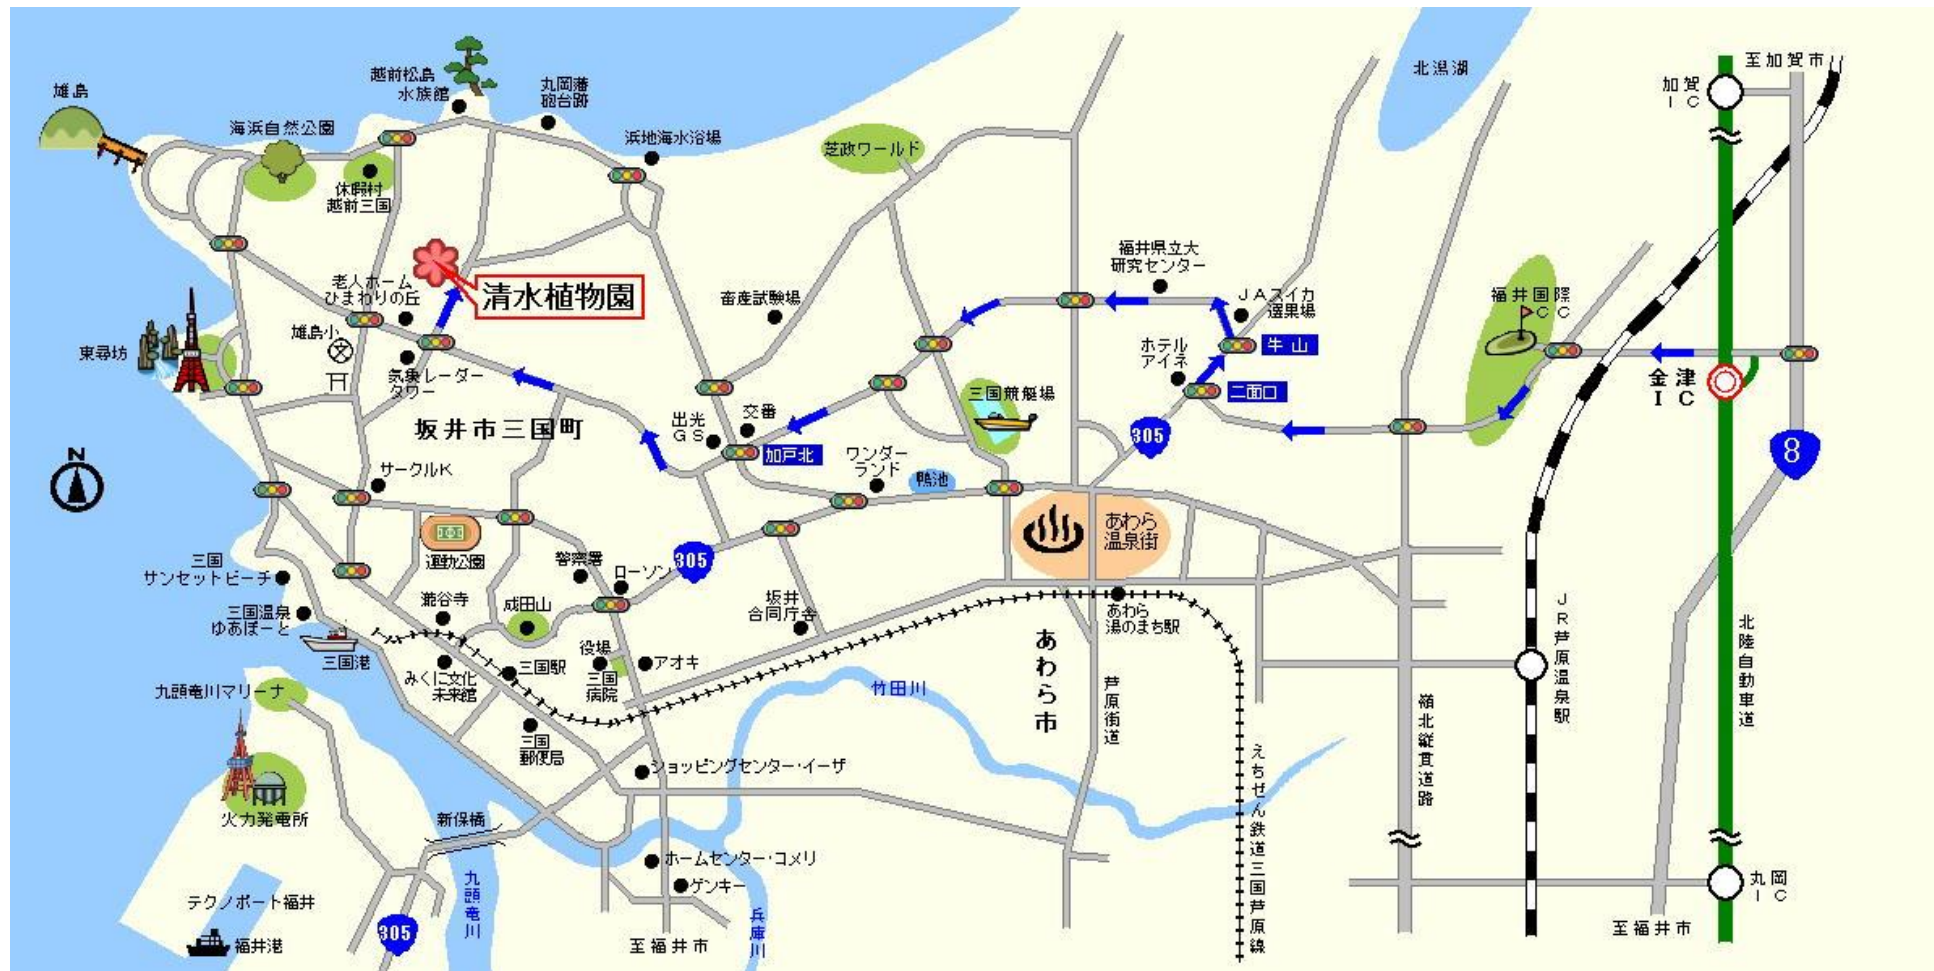 雄島
越前松島
水族館
丸岡藩
砲台跡
海浜自然公園
浜地海水浴場
芝政ワールド
北潟湖
至加賀市
加賀
IC
休暇村
越前三国
老人ホーム
ひまわりの丘
清水植物園
畜産試験場
福井県立大
研究センター
JAスイカ
選果場
牛山
福井国際
CC
ホテル
アイネ
二面口
金津
IC
東尋坊
雄島小
気象レーダー
タワー
坂井市三国町
出光
GS
交番
加戸北
三国競艇場
305
8
N
サークルK
ワンダー
ランド
鴨池
あわら
温泉街
運動公園
警察署
ローソン
305
三国
サンセットビーチ
三国温泉
ゆあぽーと
三国港
瀧谷寺
成田山
坂井
合同庁舎
あわら
湯のまち駅
JR芦原温泉駅
北陸自動車道
みくに文化
未来館
三国駅
役場
三国
病院
アオキ
竹田川
あわら市
芦原街道
嶺北縦貫道路
九頭竜川マリーナ
三国
郵便局
ショッピングセンター・イーザ
えちぜん鉄道三国芦原線
火力発電所
新保橋
ホームセンター・コメリ
ゲンキー
九頭竜川
兵庫川
テクノポート福井
福井港
305
至福井市
至福井市
丸岡
IC